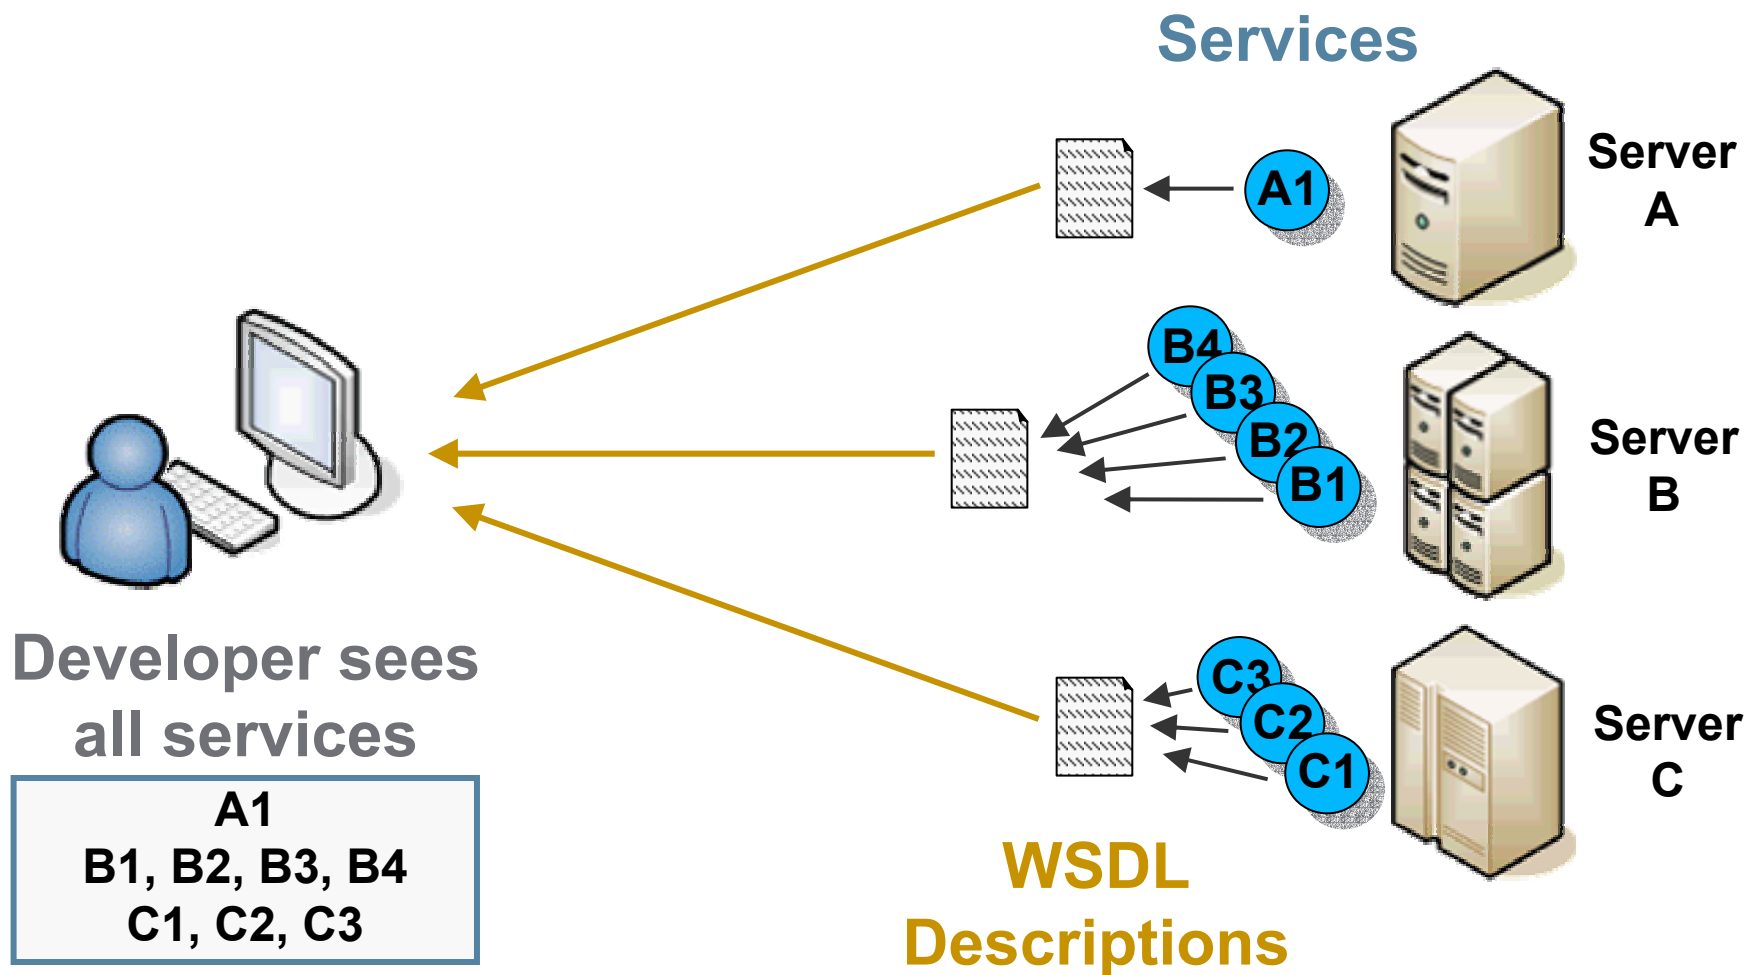 Services
A1
Server
A
B4
B3
B2
B1
Server
B
C3
C2
C1
Server
C
Developer sees
all services
A1
B1, B2, B3, B4
C1, C2, C3
WSDL
Descriptions